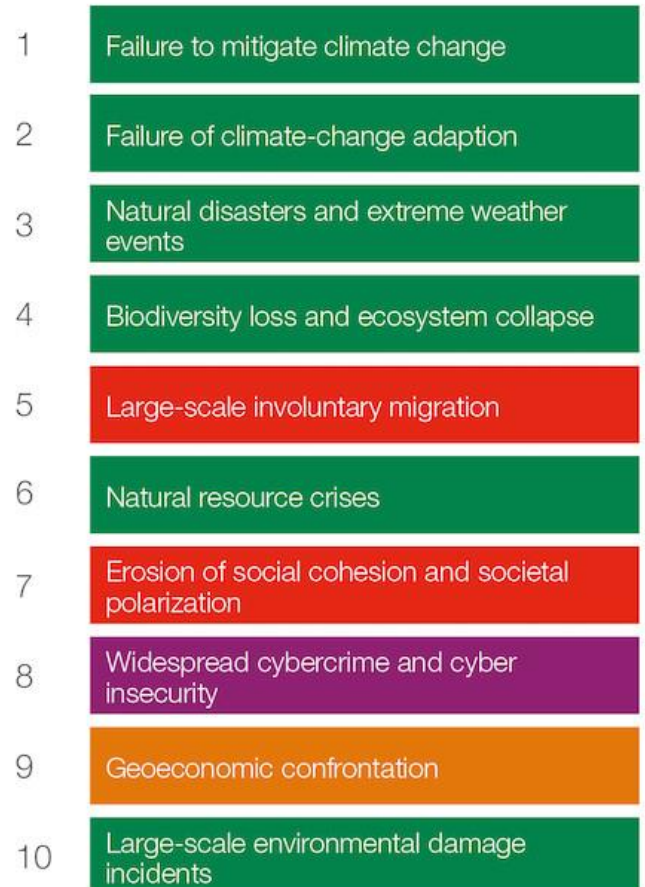 1
Failure to mitigate climate change
2
Failure of climate-change adaption
3
Natural disasters and extreme weather
events
4
Biodiversity loss and ecosystem collapse
5
Large-scale involuntary migration
6
Natural resource crises
7
Erosion of social cohesion and societal
polarization
8
Widespread cybercrime and cyber
insecurity
9
Geoeconomic confrontation
10
Large-scale environmental damage
incidents